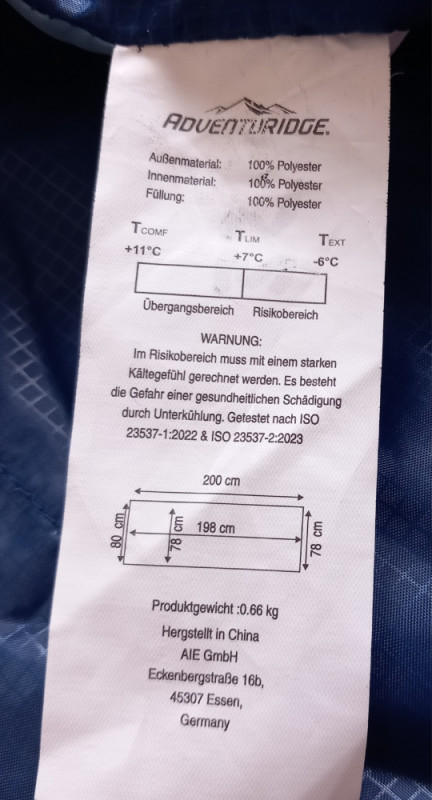 ADVENTURIDGE®
Außenmaterial: 100% Polyester
Innenmaterial: 100% Polyester
Füllung: 100% Polyester
TCOMF TLIM TEXT
+11°C +7°C -6°C
Übergangsbereich Risikobereich
WARNUNG:
Im Risikobereich muss mit einem starken
Kältegefühl gerechnet werden. Es besteht
die Gefahr einer gesundheitlichen Schädigung
durch Unterkühlung. Getestet nach ISO
23537-1:2022 & ISO 23537-2:2023
200 cm
80 cm
78 cm
198 cm
78 cm
Produktgewicht :0.66 kg
Hergstellt in China
AIE GmbH
Eckenbergstraße 16b,
45307 Essen,
Germany